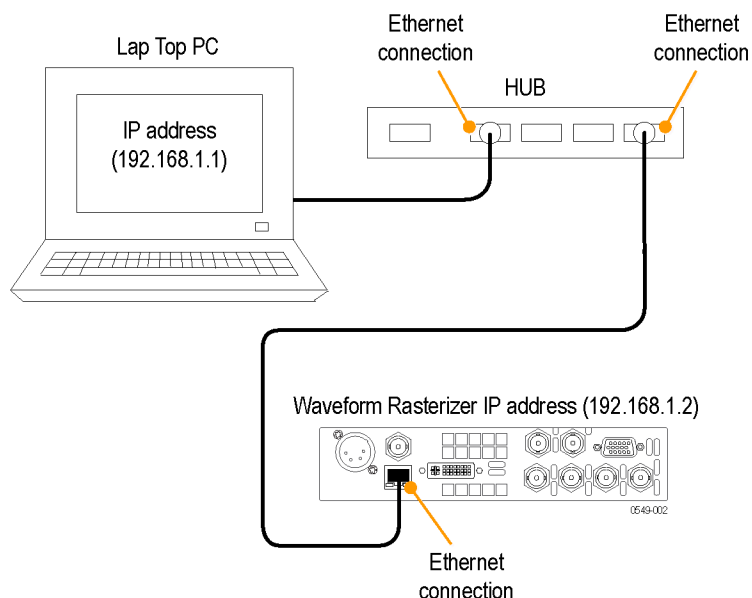 Ethernet
connection
Ethernet
connection
Lap Top PC
HUB
IP address
(192.168.1.1)
Waveform Rasterizer IP address (192.168.1.2)
0549-002
Ethernet
connection